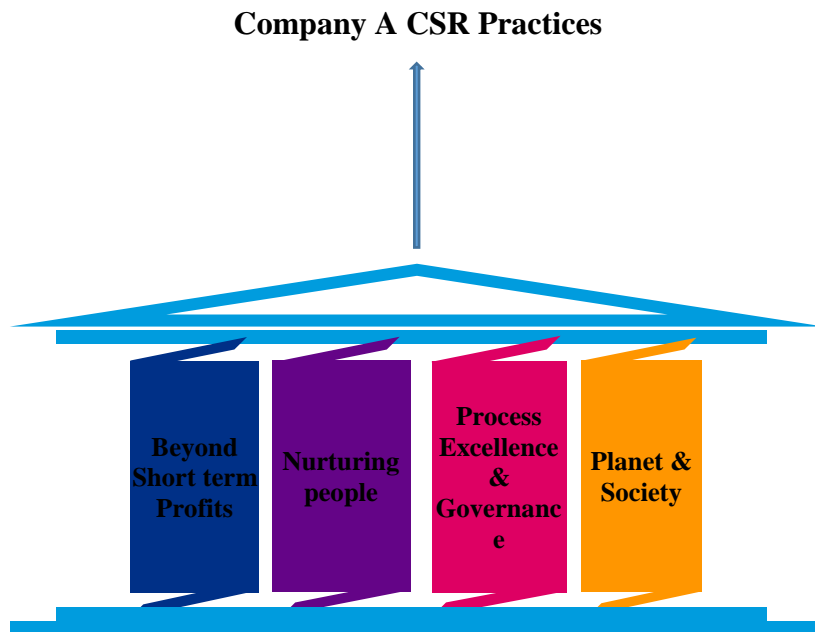 Company A CSR Practices
Beyond
Short term
Profits
Nurturing
people
Process
Excellence
&
Governanc
e
Planet &
Society